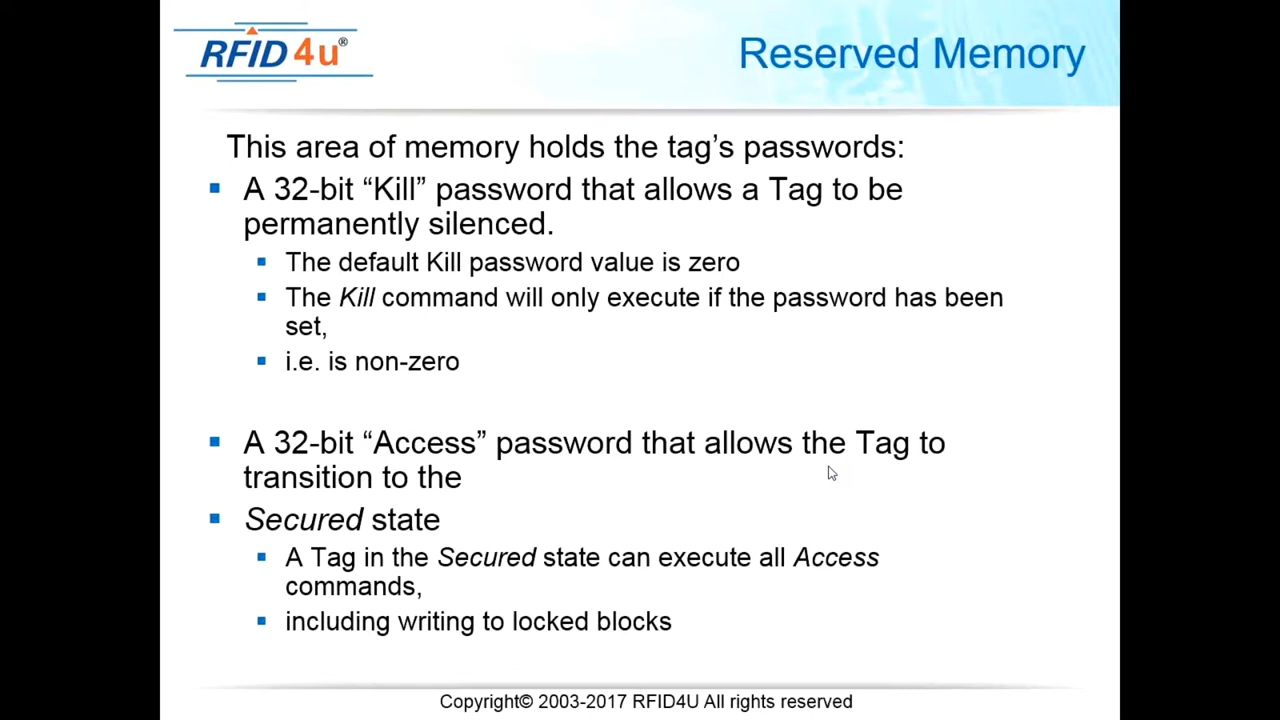 RFID4u®
Reserved Memory
This area of memory holds the tag’s passwords:
A 32-bit “Kill” password that allows a Tag to be
permanently silenced.
The default Kill password value is zero
The Kill command will only execute if the password has been
set,
i.e. is non-zero
A 32-bit “Access” password that allows the Tag to
transition to the
Secured state
A Tag in the Secured state can execute all Access
commands,
including writing to locked blocks
Copyright© 2003-2017 RFID4U All rights reserved